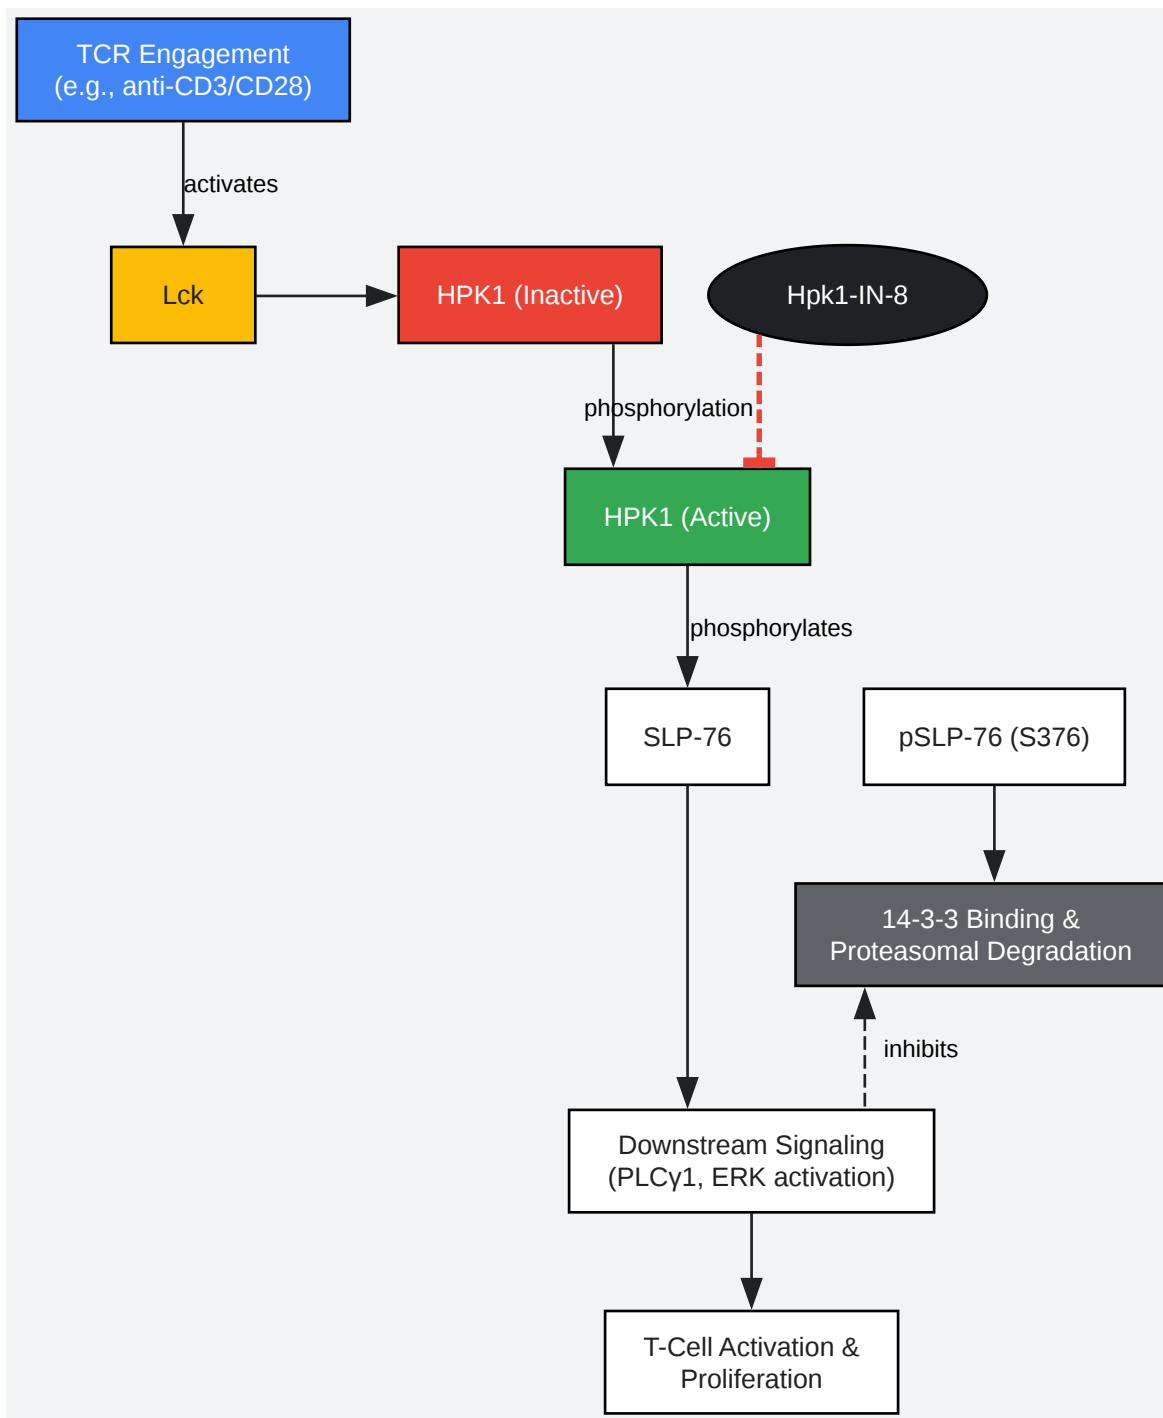 TCR Engagement
(e.g., anti-CD3/CD28)
activates
Lck
HPK1 (Inactive)
Hpk1-IN-8
phosphorylation
HPK1 (Active)
phosphorylates
SLP-76
pSLP-76 (S376)
14-3-3 Binding &
Proteasomal Degradation
inhibits
Downstream Signaling
(PLCγ1, ERK activation)
T-Cell Activation &
Proliferation